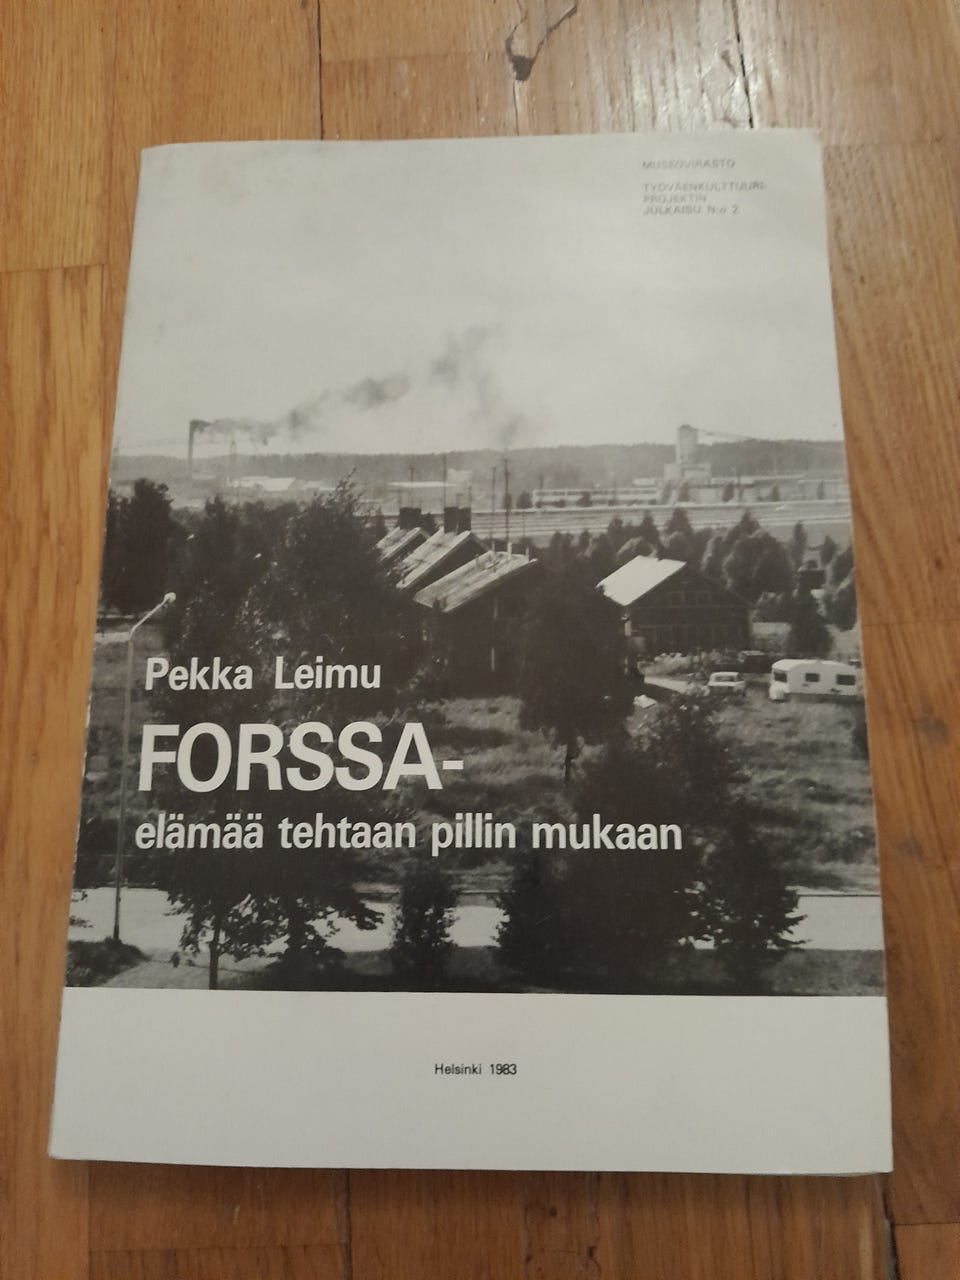 MUSEOVIRASTO
TYÖVÄENKULTTUURI-
PROJEKTIN
JULKAISU N:o 2
Pekka Leimu
FORSSA-
elämää tehtaan pillin mukaan
Helsinki 1983